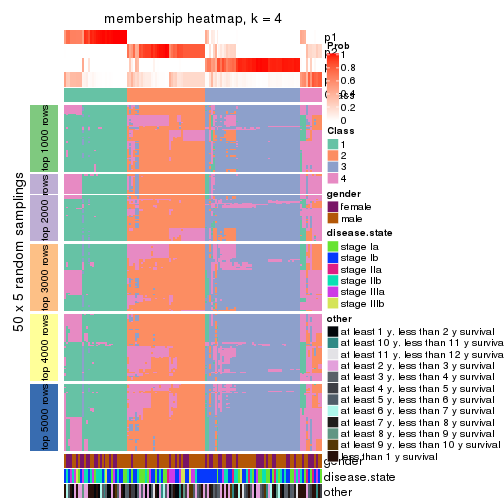 membership heatmap, k = 4
p1
Prob
1
0.8
0.6
0.4
0.2
0
Class
1
2
3
4
gender
female
male
disease.state
stage Ia
stage Ib
stage IIa
stage IIb
stage IIIa
stage IIIb
other
at least 1 y. less than 2 y survival
at least 10 y. less 11 y survival
at less 11 y. less than 12 y survival
at least 2 y. less than 3 y survival
at least 3 y. less than 4 y survival
at least 4 y. less than 5 y survival
at least 5 y. less than 6 y survival
at least 6 y. less than 7 y survival
at least 7 y. less than 8 y survival
at least 8 y. less than 9 y survival
at least 9 y. less than 10 y survival
less than 1 y. survival
50 x 5 random samplings
top 1000 rows
top 2000 rows
top 3000 rows
top 4000 rows
top 5000 rows
gender
disease.state
other